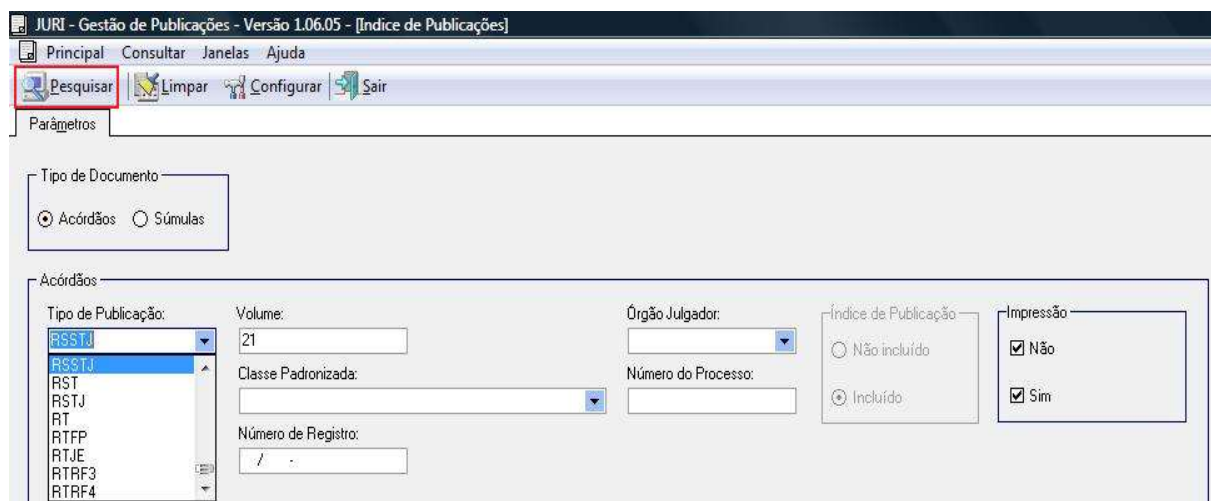 JURI - Gestão de Publicações - Versão 1.06.05 - [Índice de Publicações]
Principal Consultar Janelas Ajuda
Pesquisar Limpar Configurar Sair
Parâmetros
Tipo de Documento
Acórdãos Súmulas
Acórdãos
Tipo de Publicação: Volume: Órgão Julgador: Índice de Publicação Impressão
RSSTJ 21 Não incluído Não
RSSTJ
RST Classe Padronizada: Número do Processo:
RSTJ Incluído Sim
RT
RTFP Número de Registro:
RTJE / -
RTRF3
RTRF4